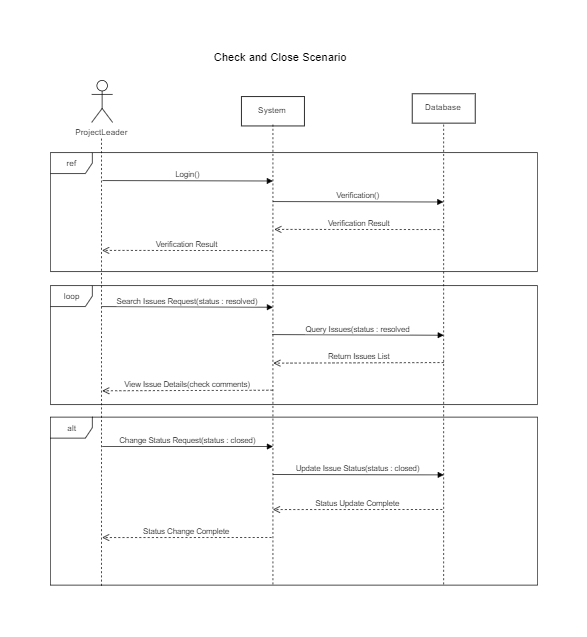 Check and Close Scenario
ProjectLeader
System
Database
ref
Login()
Verification()
Verification Result
Verification Result
loop
Search Issues Request(status : resolved)
Query Issues(status : resolved
Return Issues List
View Issue Details(check comments)
alt
Change Status Request(status : closed)
Update Issue Status(status : closed)
Status Update Complete
Status Change Complete